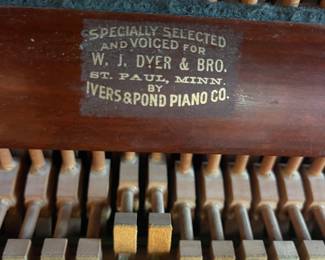 SPECIALLY SELECTED
AND VOICED FOR
W. J. DYER & BRO.
ST. PAUL, MINN.
BY
IVERS & POND PIANO CO.